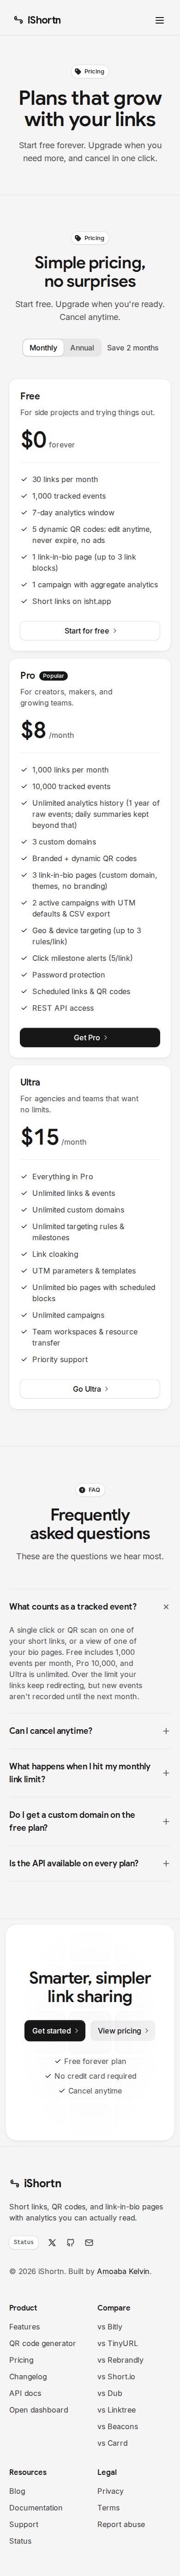 iShortn
Pricing
Plans that grow
with your links
Start free forever. Upgrade when you
need more, and cancel in one click.
Pricing
Simple pricing,
no surprises
Start free. Upgrade when you're ready.
Cancel anytime.
Monthly Annual Save 2 months
Free
For side projects and trying things out.
$0 forever
30 links per month
1,000 tracked events
7-day analytics window
5 dynamic QR codes: edit anytime,
never expire, no ads
1 link-in-bio page (up to 3 link
blocks)
1 campaign with aggregate analytics
Short links on isht.app
Start for free
Pro Popular
For creators, makers, and
growing teams.
$8 /month
1,000 links per month
10,000 tracked events
Unlimited analytics history (1 year of
raw events; daily summaries kept
beyond that)
3 custom domains
Branded + dynamic QR codes
3 link-in-bio pages (custom domain,
themes, no branding)
2 active campaigns with UTM
defaults & CSV export
Geo & device targeting (up to 3
rules/link)
Click milestone alerts (5/link)
Password protection
Scheduled links & QR codes
REST API access
Get Pro
Ultra
For agencies and teams that want
no limits.
$15 /month
Everything in Pro
Unlimited links & events
Unlimited custom domains
Unlimited targeting rules &
milestones
Link cloaking
UTM parameters & templates
Unlimited bio pages with scheduled
blocks
Unlimited campaigns
Team workspaces & resource
transfer
Priority support
Go Ultra
FAQ
Frequently
asked questions
These are the questions we hear most.
What counts as a tracked event?
A single click or QR scan on one of
your short links, or a view of one of
your bio pages. Free includes 1,000
events per month, Pro 10,000, and
Ultra is unlimited. Over the limit your
links keep redirecting, but new events
aren't recorded until the next month.
Can I cancel anytime?
What happens when I hit my monthly
link limit?
Do I get a custom domain on the
free plan?
Is the API available on every plan?
Smarter, simpler
link sharing
Get started View pricing
Free forever plan
No credit card required
Cancel anytime
iShortn
Short links, QR codes, and link-in-bio pages
with analytics you can actually read.
Status
© 2026 iShortn. Built by Amoaba Kelvin.
Product
Features
QR code generator
Pricing
Changelog
API docs
Open dashboard
Compare
vs Bitly
vs TinyURL
vs Rebrandly
vs Short.io
vs Dub
vs Linktree
vs Beacons
vs Carrd
Resources
Blog
Documentation
Support
Status
Legal
Privacy
Terms
Report abuse